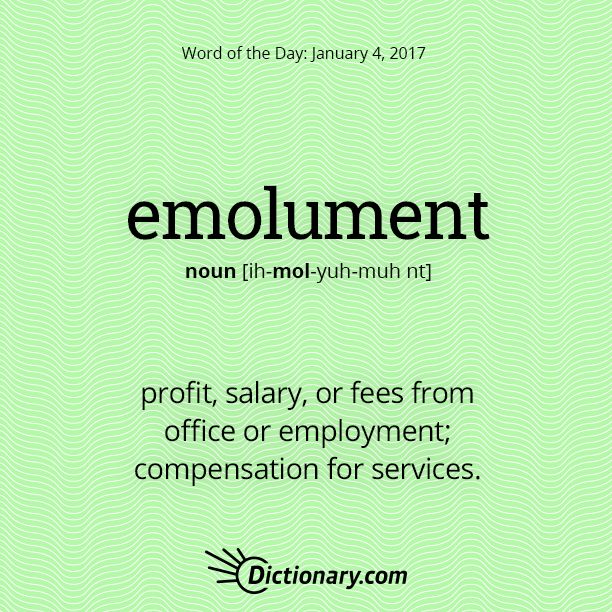 Word of the Day: January 4, 2017
emolument
noun [ih-mol-yuh-muh nt]
profit, salary, or fees from
office or employment;
compensation for services.
Dictionary.com